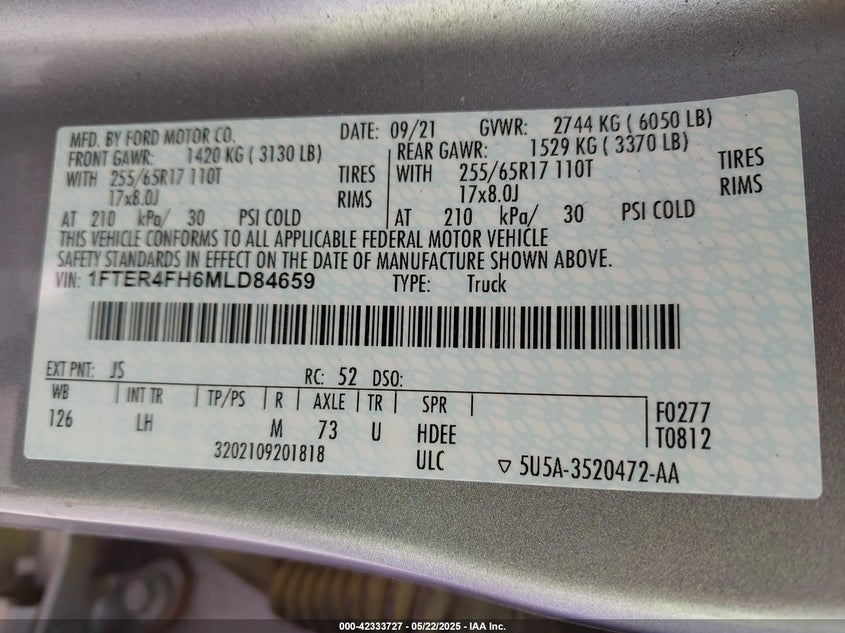 MFD. BY FORD MOTOR CO. DATE: 09/21 GVWR: 2744 KG ( 6050 LB)
FRONT GAWR: 1420 KG ( 3130 LB) REAR GAWR: 1529 KG ( 3370 LB)
WITH 255/65R17 110T TIRES WITH 255/65R17 110T TIRES
17x8.0J RIMS 17x8.0J RIMS
AT 210 kPa/ 30 PSI COLD AT 210 kPa/ 30 PSI COLD
THIS VEHICLE CONFORMS TO ALL APPLICABLE FEDERAL MOTOR VEHICLE
SAFETY STANDARDS IN EFFECT ON THE DATE OF MANUFACTURE SHOWN ABOVE.
VIN: 1FTER4FH6MLD84659 TYPE: Truck
EXT PNT: JS RC: 52 DSO:
WB INT TR TP/PS R AXLE TR SPR F0277
126 LH M 73 U HDEE T0812
3202109201818 ULC 5U5A-3520472-AA
000-42333727 - 05/22/2025 - IAA Inc.